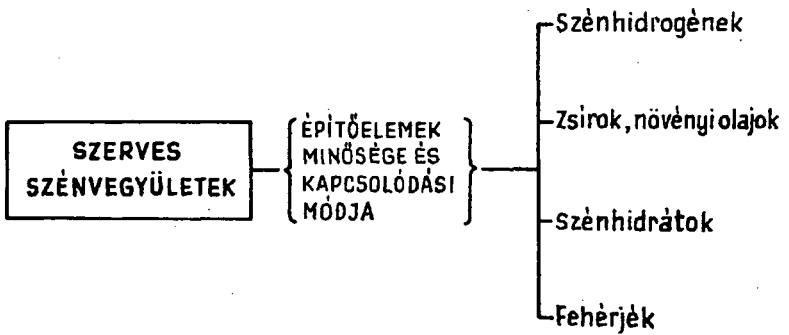 SZERVES
SZÉNVEGYÜLETEK
ÉPÍTŐELEMEK
MINŐSÉGE ÉS
KAPCSOLÓDÁSI
MÓDJA
Szénhidrogének
Zsírok, növényi olajok
Szénhidrátok
Fehérjék